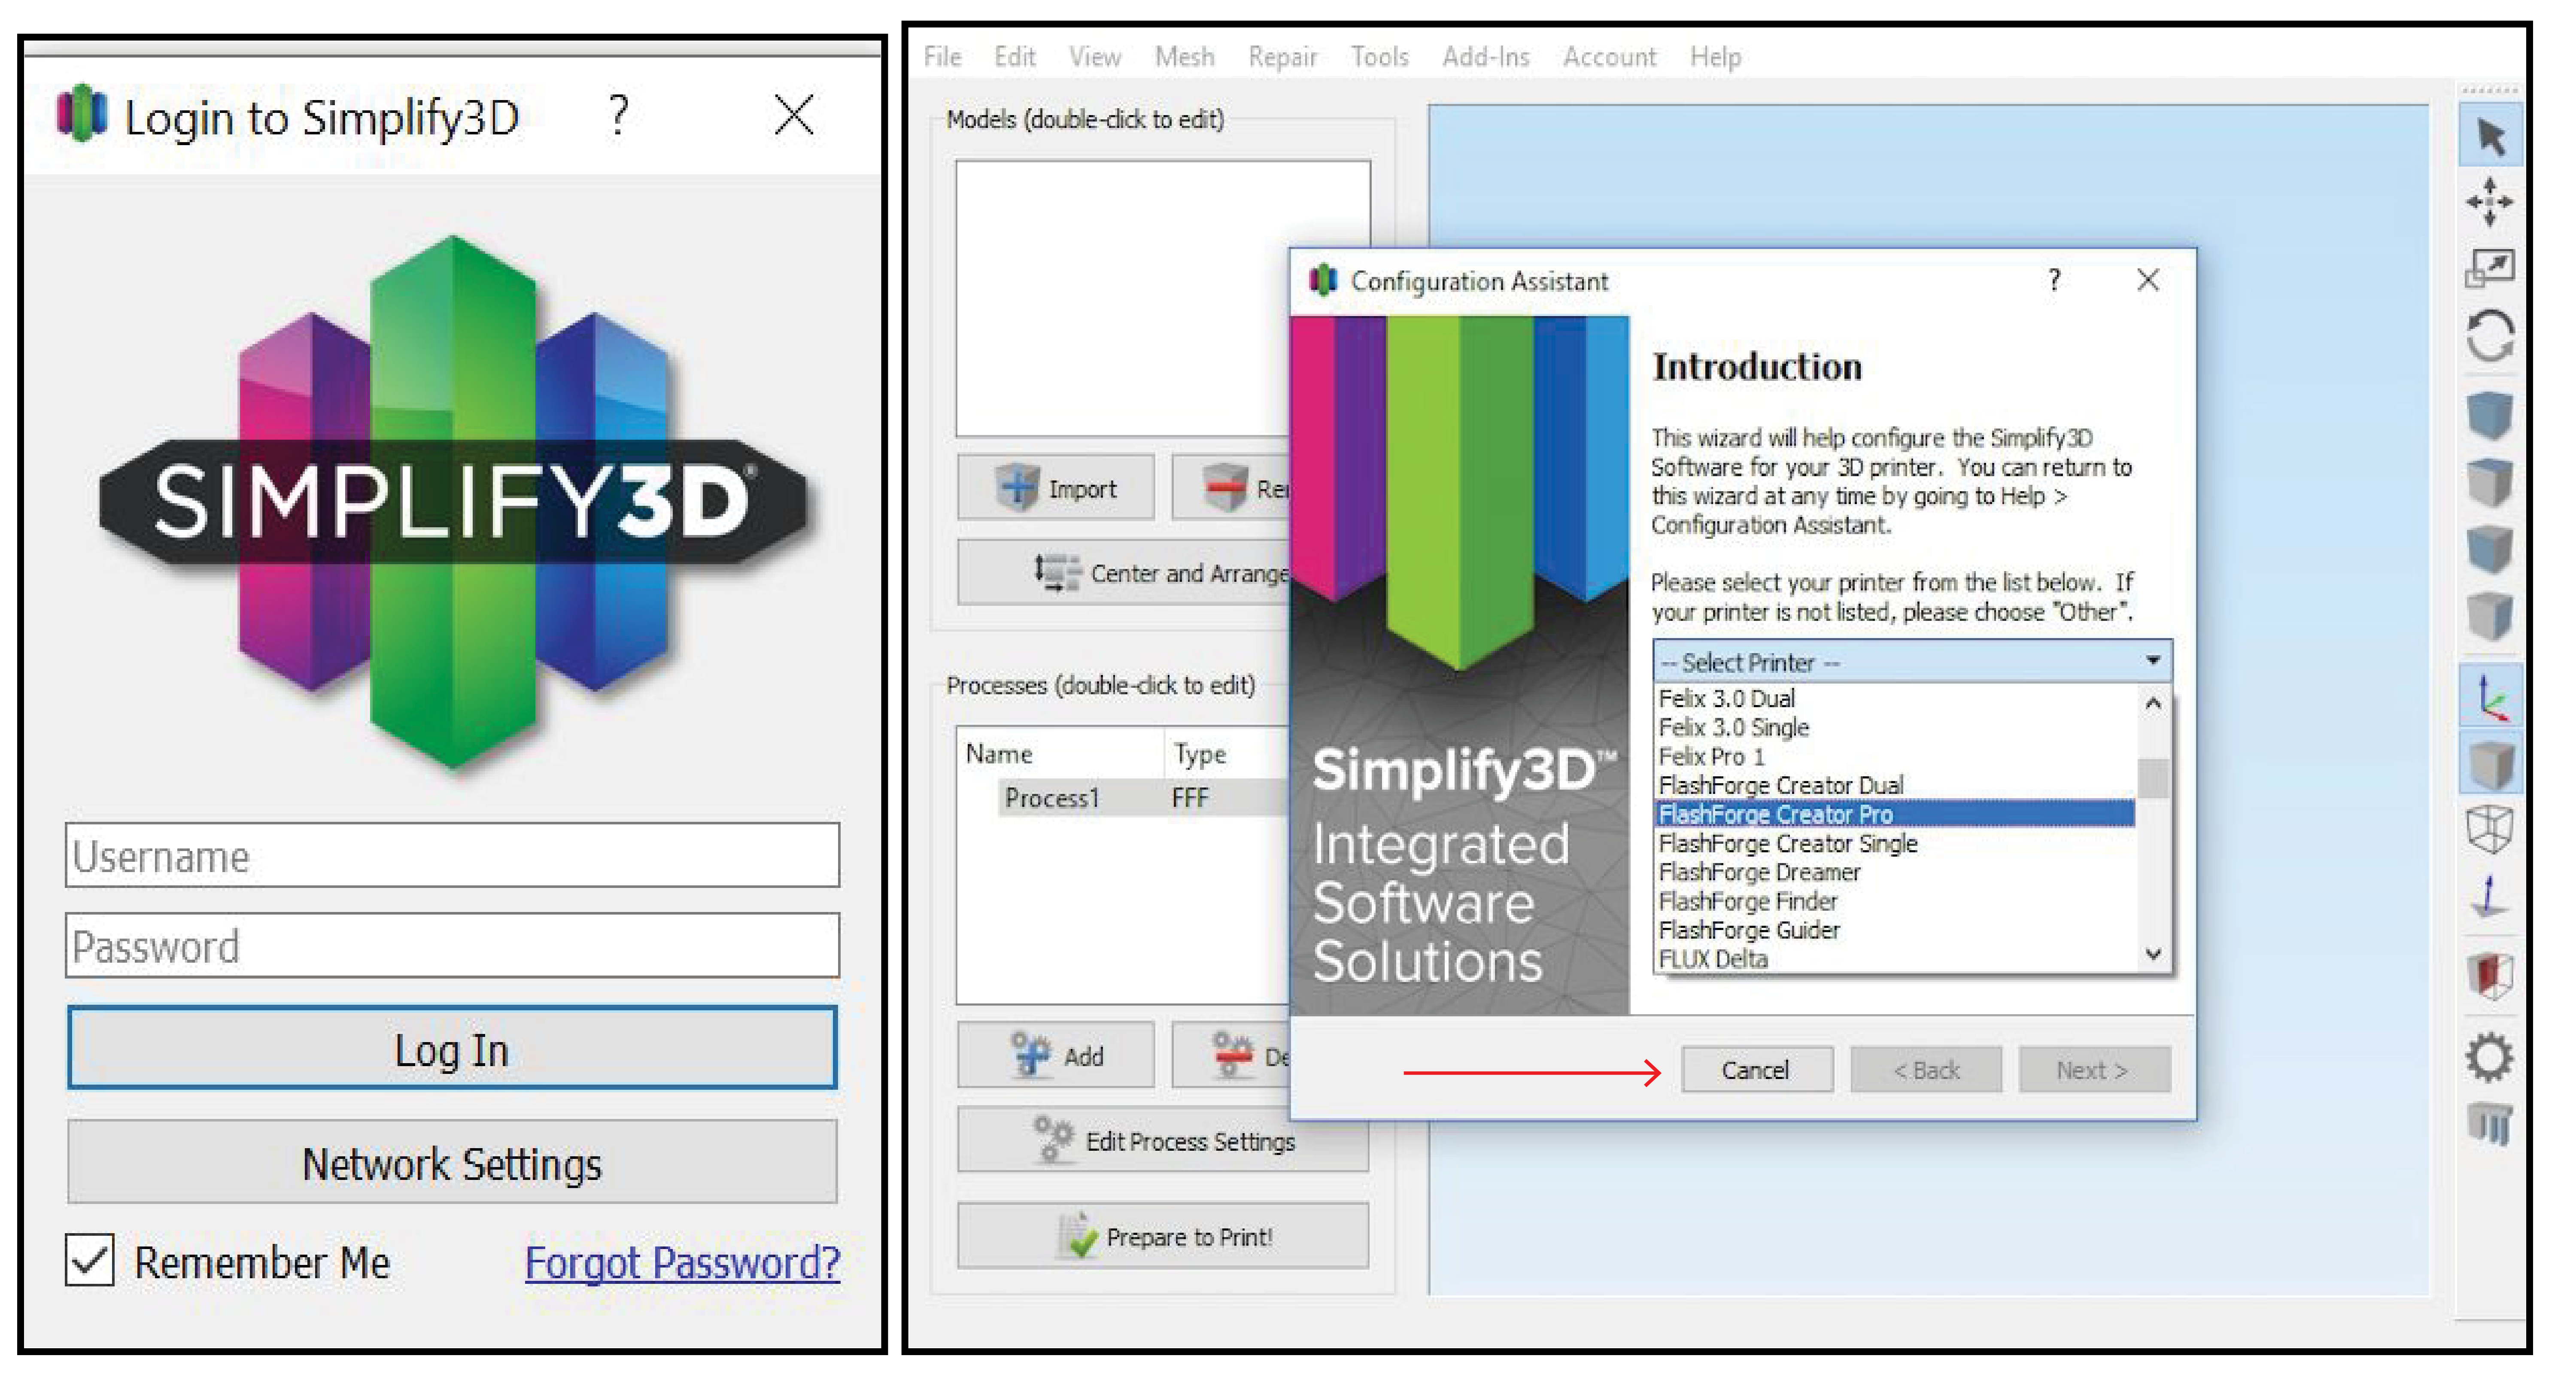 Login to Simplify3D ?
SIMPLIFY3D®
Username
Password
Log In
Network Settings
Remember Me Forgot Password?
File Edit View Mesh Repair Tools Add-Ins Account Help
Models (double-click to edit)
Import Re
Center and Arrange
Processes (double-click to edit)
Name Type
Process1 FFF
Add De
Edit Process Settings
Prepare to Print!
Configuration Assistant ?
Simplify3D™
Integrated
Software
Solutions
Introduction
This wizard will help configure the Simplify3D
Software for your 3D printer. You can return to
this wizard at any time by going to Help >
Configuration Assistant.
Please select your printer from the list below. If
your printer is not listed, please choose "Other".
-- Select Printer --
Felix 3.0 Dual
Felix 3.0 Single
Felix Pro 1
FlashForge Creator Dual
FlashForge Creator Pro
FlashForge Creator Single
FlashForge Dreamer
FlashForge Finder
FlashForge Guider
FLUX Delta
Cancel < Back Next >